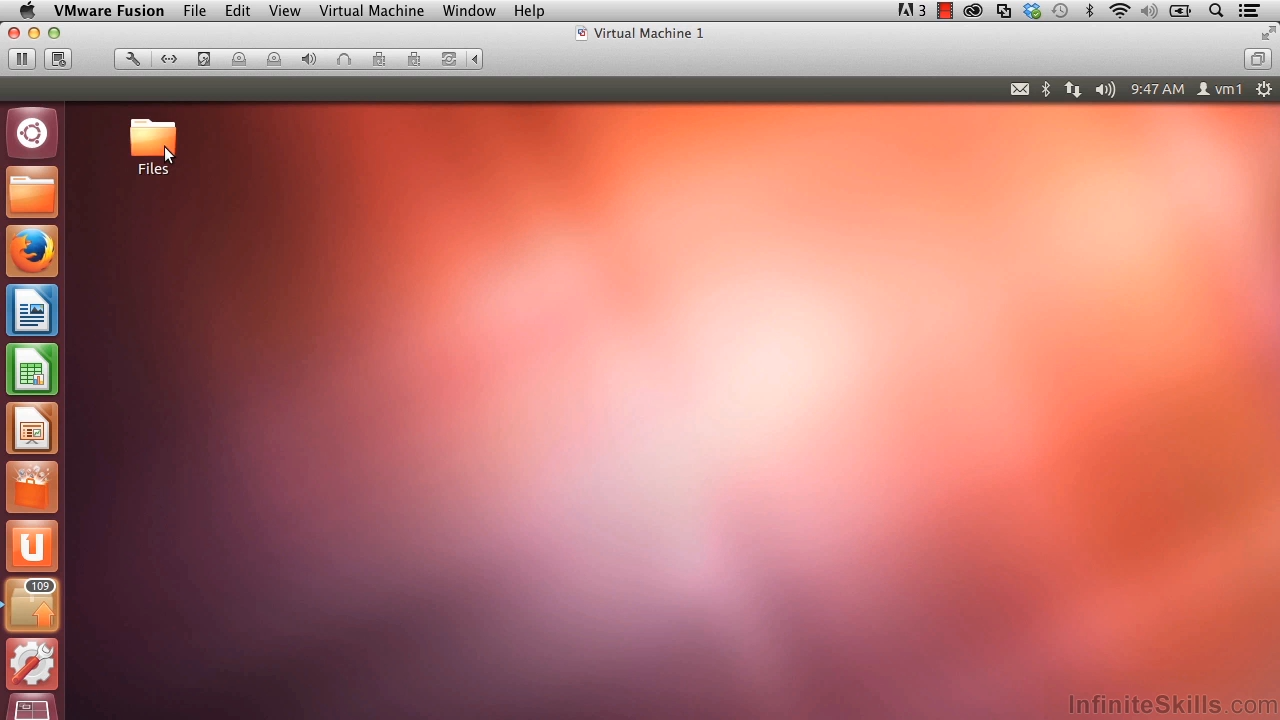 VMware Fusion File Edit View Virtual Machine Window Help 3
Virtual Machine 1
9:47 AM vm1
Files
109
InfiniteSkills.com